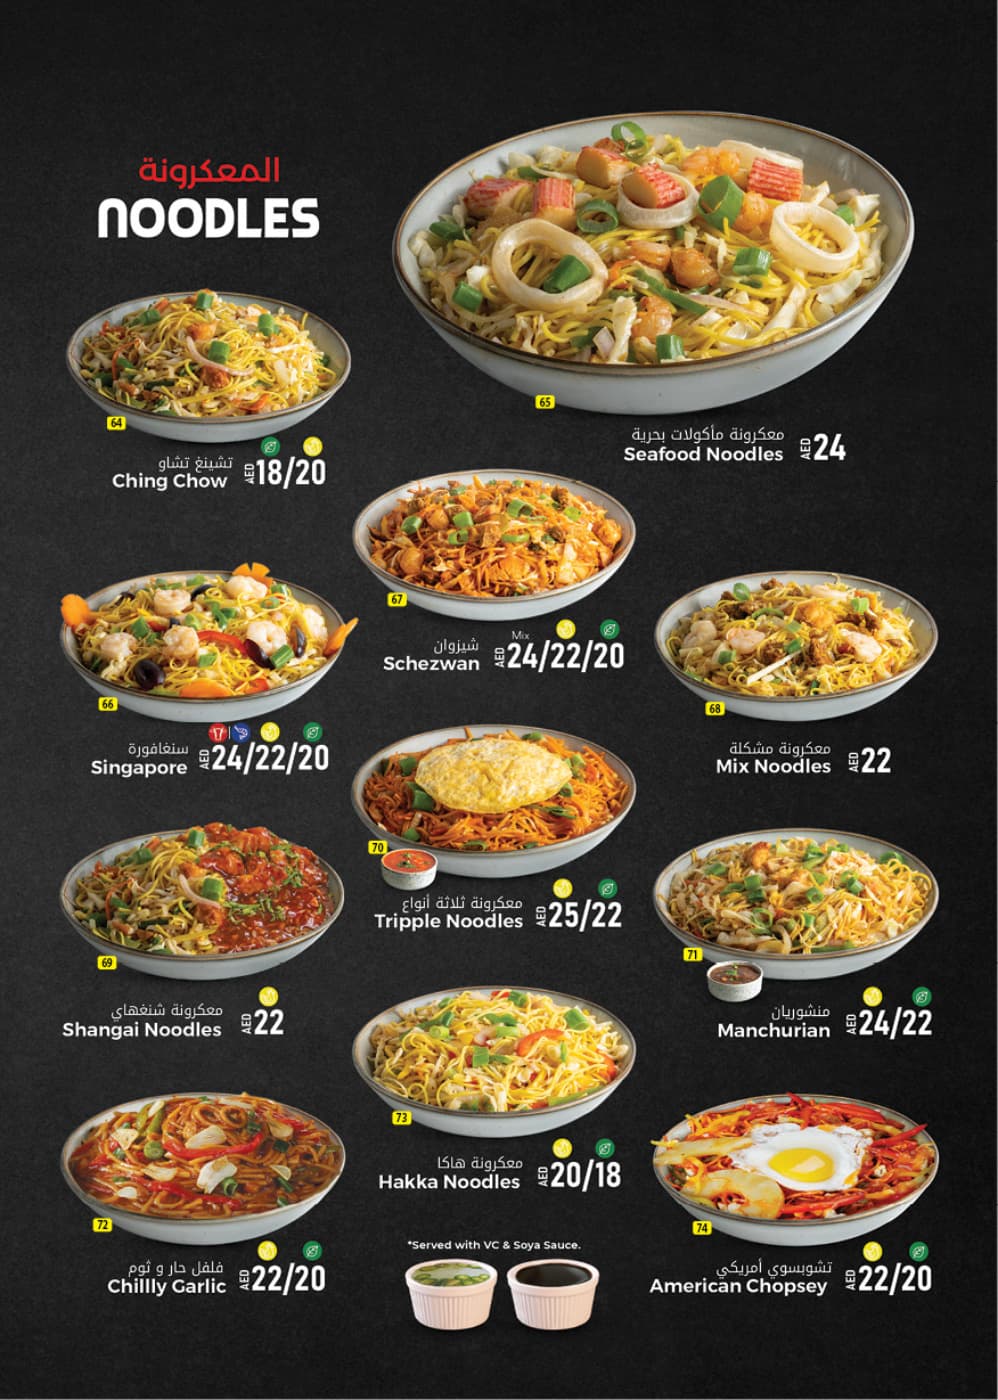 المعكرونة
NOODLES
64
تشينغ تشاو
Ching Chow
AED 18/20
65
معكرونة مأكولات بحرية
Seafood Noodles
AED 24
66
سنغافورة
Singapore
AED 24/22/20
67
شيزوان
Schezwan
Mix
AED 24/22/20
68
معكرونة مشكلة
Mix Noodles
AED 22
69
معكرونة شنغهاي
Shangai Noodles
AED 22
70
معكرونة ثلاثة أنواع
Tripple Noodles
AED 25/22
71
منشوريان
Manchurian
AED 24/22
72
فلفل حار و ثوم
Chillly Garlic
AED 22/20
73
معكرونة هاكا
Hakka Noodles
AED 20/18
74
تشوبسوي أمريكي
American Chopsey
AED 22/20
*Served with VC & Soya Sauce.